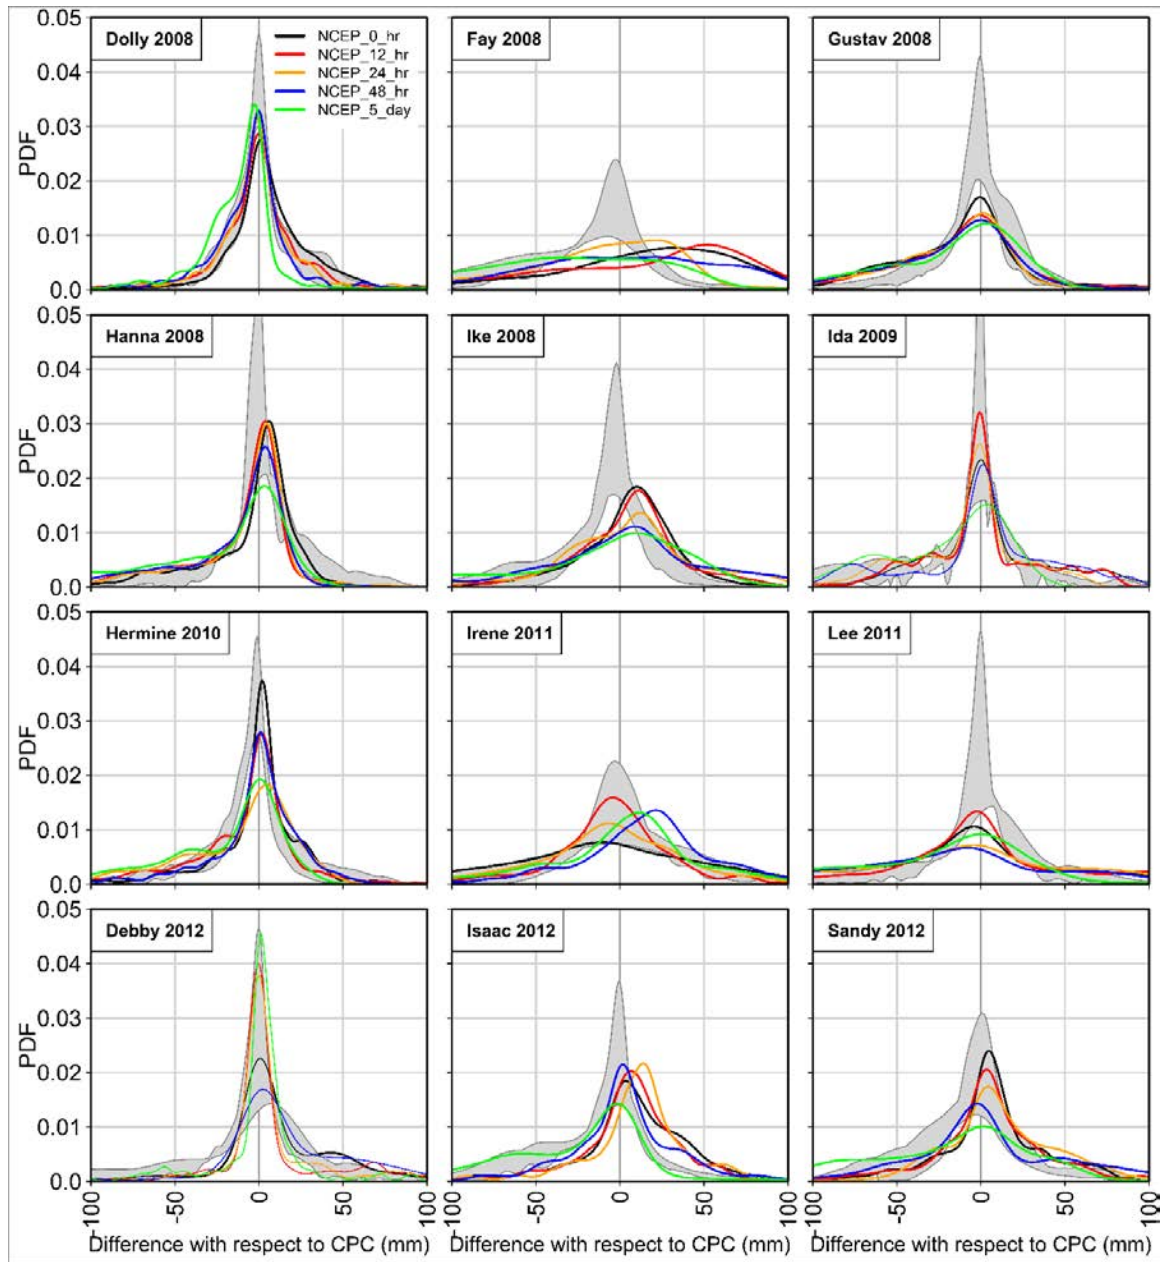 0.05
0.04
0.03
0.02
0.01
0.0
PDF
Dolly 2008
NCEP_0_hr
NCEP_12_hr
NCEP_24_hr
NCEP_48_hr
NCEP_5_day
Fay 2008
Gustav 2008
0.05
0.04
0.03
0.02
0.01
0.0
PDF
Hanna 2008
Ike 2008
Ida 2009
0.05
0.04
0.03
0.02
0.01
0.0
PDF
Hermine 2010
Irene 2011
Lee 2011
0.05
0.04
0.03
0.02
0.01
0.0
PDF
Debby 2012
Isaac 2012
Sandy 2012
-100 -50 0 50 100
-100 -50 0 50 100
-100 -50 0 50 100
Difference with respect to CPC (mm)
Difference with respect to CPC (mm)
Difference with respect to CPC (mm)